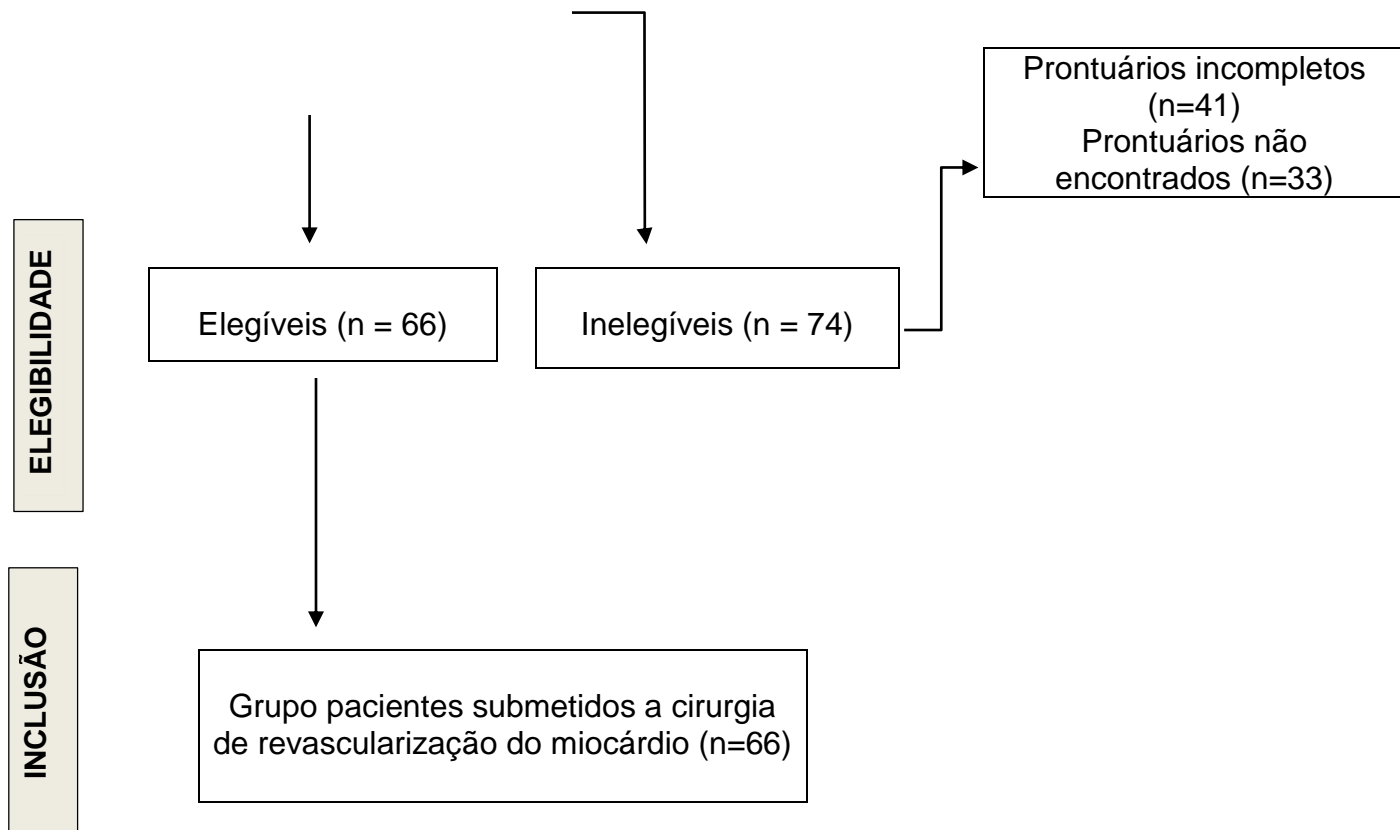 Prontuários incompletos
(n=41)
Prontuários não
encontrados (n=33)
ELEGIBILIDADE
Elegíveis (n = 66)
Inelegíveis (n = 74)
INCLUSÃO
Grupo pacientes submetidos a cirurgia
de revascularização do miocárdio (n=66)